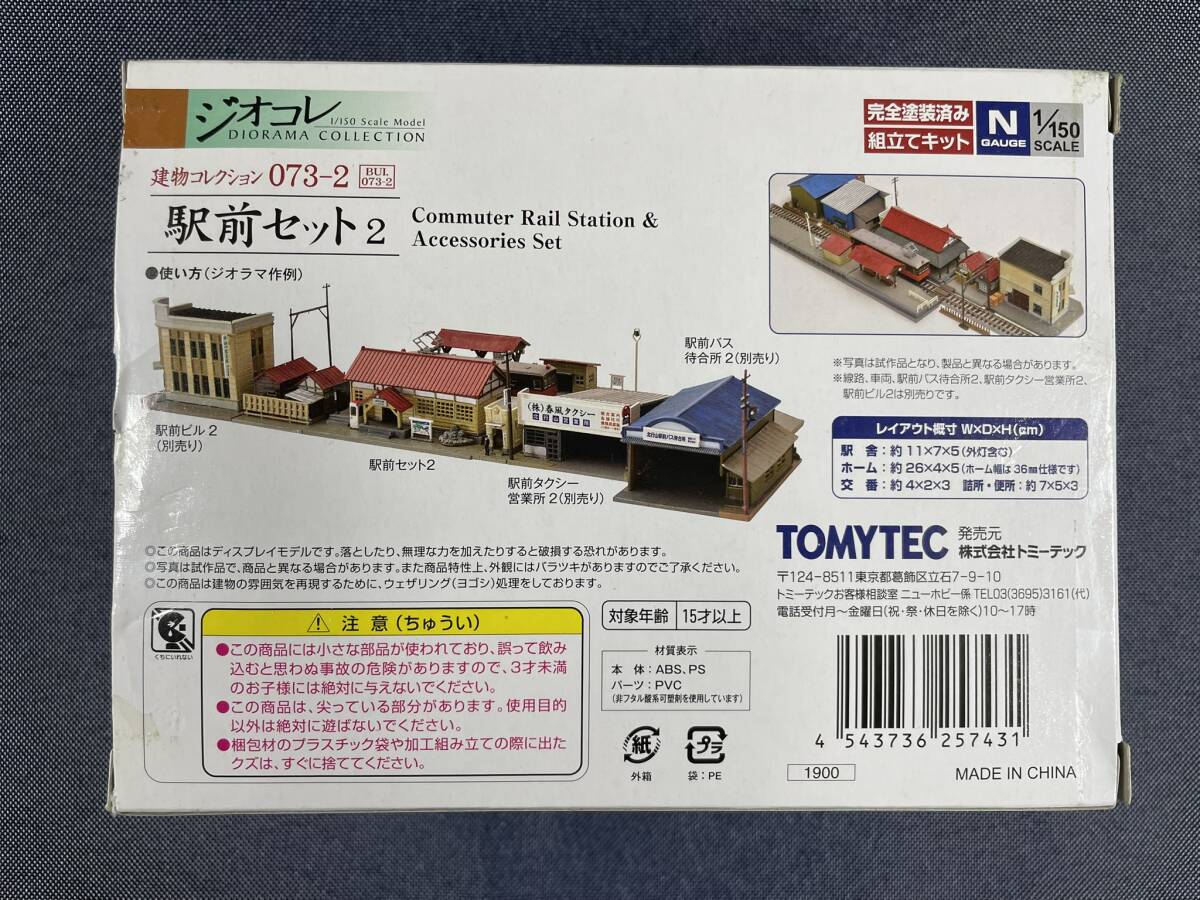 ジオコレ
1/150 Scale Model
DIORAMA COLLECTION
完全塗装済み
組立てキット
N
GAUGE
1/150
SCALE
建物コレクション 073-2
BUL
073-2
駅前セット2
Commuter Rail Station &
Accessories Set
●使い方(ジオラマ作例)
駅前バス
待合所2(別売り)
(株)春風タクシー
駅前ビル2
(別売り)
駅前セット2
駅前タクシー
営業所2(別売り)
※写真は試作品となり、製品と異なる場合があります。
※線路、車両、駅前バス待合所2、駅前タクシー営業所2、
駅前ビル2は別売りです。
レイアウト概寸 W×D×H(cm)
駅 舎:約11×7×5(外灯含む)
ホーム:約26×4×5(ホーム幅は36㎜仕様です)
交 番:約4×2×3 詰所・便所:約7×5×3
TOMYTEC
発売元
株式会社トミーテック
〒124-8511東京都葛飾区立石7-9-10
トミーテックお客様相談室 ニューホビー係 TEL03(3695)3161(代)
電話受付月〜金曜日(祝・祭・休日を除く)10〜17時
◎この商品はディスプレイモデルです。落としたり、無理な力を加えたりすると破損する恐れがあります。
◎写真は試作品で、商品と異なる場合があります。また商品特性上、外観にはバラツキがありますのでご了承ください。
◎この商品は建物の雰囲気を再現するために、ウェザリング(ヨゴシ)処理をしております。
くちにいれない
⚠ 注 意(ちゅうい)
●この商品には小さな部品が使われており、誤って飲み
込むと思わぬ事故の危険がありますので、3才未満
のお子様には絶対に与えないでください。
●この商品は、尖っている部分があります。使用目的
以外は絶対に遊ばないでください。
●梱包材のプラスチック袋や加工組み立ての際に出た
クズは、すぐに捨ててください。
対象年齢 15才以上
材質表示
本 体:ABS、PS
パーツ:PVC
(非フタル酸系可塑剤を使用しています)
紙
外箱
プラ
袋:PE
4 543736 257431
1900
MADE IN CHINA